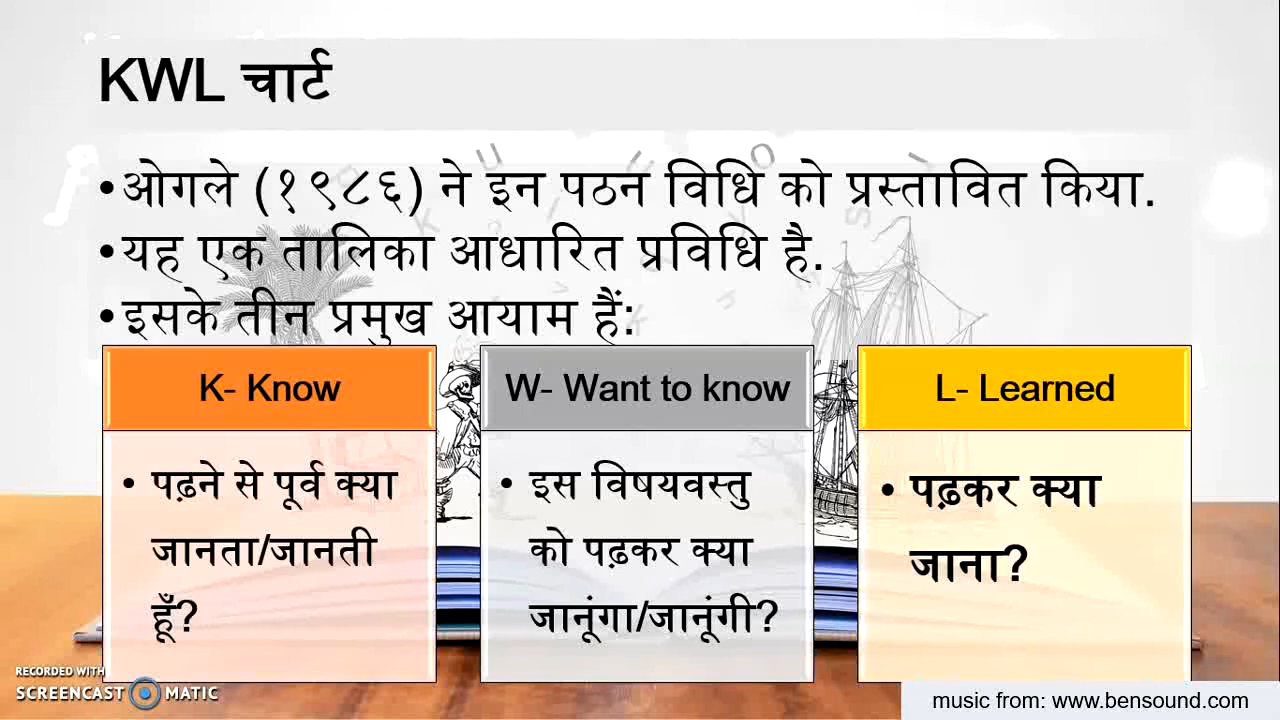 KWL चार्ट
•ओगले (१९८६) ने इन पठन विधि को प्रस्तावित किया.
•यह एक तालिका आधारित प्रविधि है.
•इसके तीन प्रमुख आयाम हैं:
K- Know
• पढ़ने से पूर्व क्या
जानता/जानती
हूँ?
W- Want to know
• इस विषयवस्तु
को पढ़कर क्या
जानूंगा/जानूंगी?
L- Learned
• पढ़कर क्या
जाना?
RECORDED WITH
SCREENCAST MATIC
music from: www.bensound.com